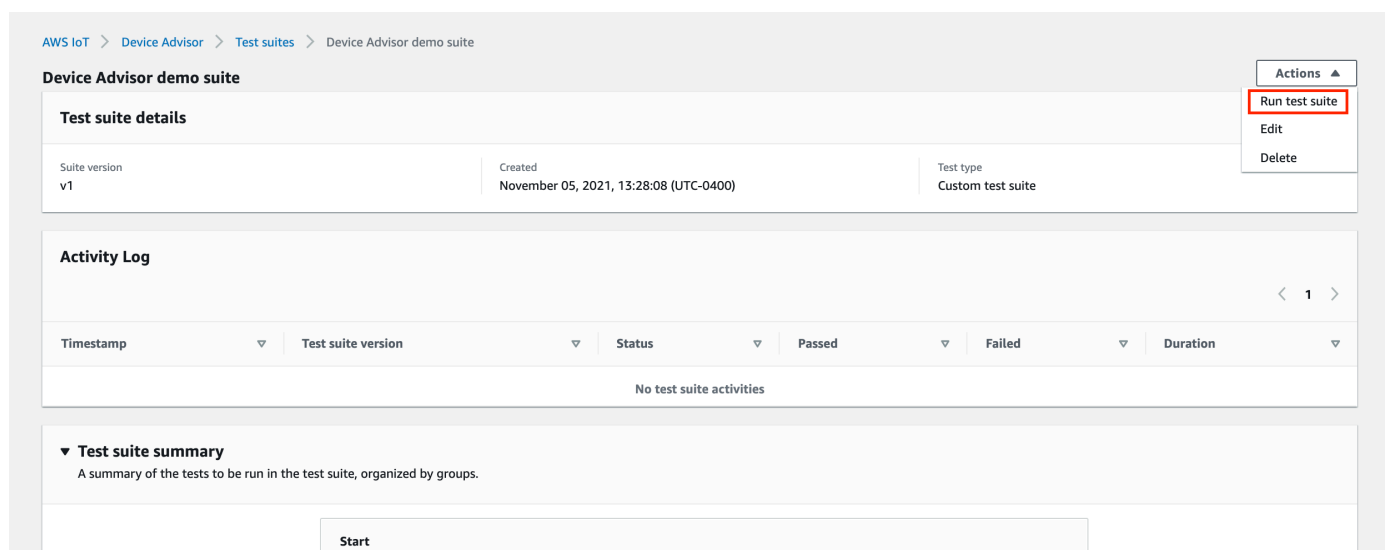 AWS IoT > Device Advisor > Test suites > Device Advisor demo suite
Device Advisor demo suite
Actions
Run test suite
Edit
Delete
Test suite details
Suite version
v1
Created
November 05, 2021, 13:28:08 (UTC-0400)
Test type
Custom test suite
Activity Log
1
Timestamp Test suite version Status Passed Failed Duration
No test suite activities
Test suite summary
A summary of the tests to be run in the test suite, organized by groups.
Start